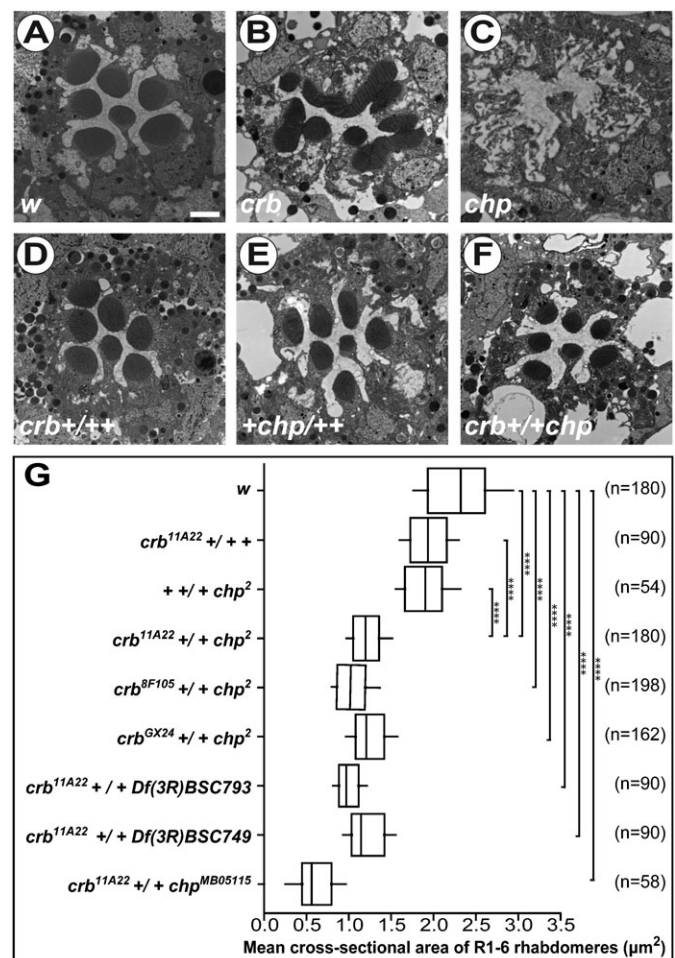 A
w
B
crb
C
chp
D
crb+/++
E
+chp/++
F
crb+/+chp
G
w (n=180)
crb11A22 +/+ + (n=90)
+ +/+ chp2 (n=54)
crb11A22 +/+ chp2 (n=180)
crb8F105 +/+ chp2 (n=198)
crbGX24 +/+ chp2 (n=162)
crb11A22 +/+ Df(3R)BSC793 (n=90)
crb11A22 +/+ Df(3R)BSC749 (n=90)
crb11A22 +/+ chpMB05115 (n=58)
**** **** **** **** **** **** **** ****
0.0 0.5 1.0 1.5 2.0 2.5 3.0 3.5
Mean cross-sectional area of R1-6 rhabdomeres (µm²)